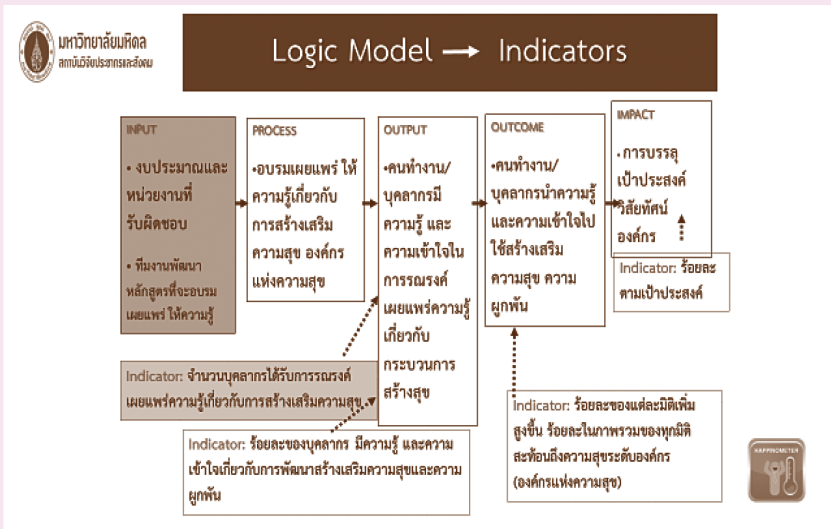 มหาวิทยาลัยมหิดล
สถาบันวิจัยประชากรและสังคม
Logic Model → Indicators
INPUT
• งบประมาณและ
หน่วยงานที่
รับผิดชอบ
• ทีมงานพัฒนา
หลักสูตรที่จะอบรม
เผยแพร่ ให้ความรู้
PROCESS
•อบรมเผยแพร่ ให้
ความรู้เกี่ยวกับ
การสร้างเสริม
ความสุข องค์กร
แห่งความสุข
OUTPUT
•คนทำงาน/
บุคลากรมี
ความรู้ และ
ความเข้าใจใน
การรณรงค์
เผยแพร่ความรู้
เกี่ยวกับ
กระบวนการ
สร้างสุข
OUTCOME
•คนทำงาน/
บุคลากรนำความรู้
และความเข้าใจไป
ใช้สร้างเสริม
ความสุข ความ
ผูกพัน
IMPACT
• การบรรลุ
เป้าประสงค์
วิสัยทัศน์
องค์กร
Indicator: ร้อยละ
ตามเป้าประสงค์
Indicator: จำนวนบุคลากรได้รับการรณรงค์
เผยแพร่ความรู้เกี่ยวกับการสร้างเสริมความสุข
Indicator: ร้อยละของบุคลากร มีความรู้ และความ
เข้าใจเกี่ยวกับการพัฒนาสร้างเสริมความสุขและความ
ผูกพัน
Indicator: ร้อยละของแต่ละมิติเพิ่ม
สูงขึ้น ร้อยละในภาพรวมของทุกมิติ
สะท้อนถึงความสุขระดับองค์กร
(องค์กรแห่งความสุข)
HAPPINOMETER